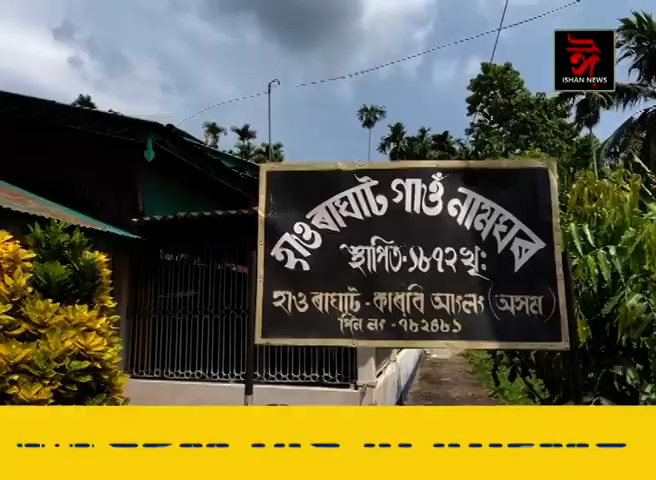 ঈ
ISHAN NEWS
হাওৰাঘাট গাওঁ নামঘৰ
স্থাপিত:১৮৭২খৃ:
হাওৰাঘাট - কাৰ্বি আংলং (অসম)
পিন নং - ৭৮২৪৮১